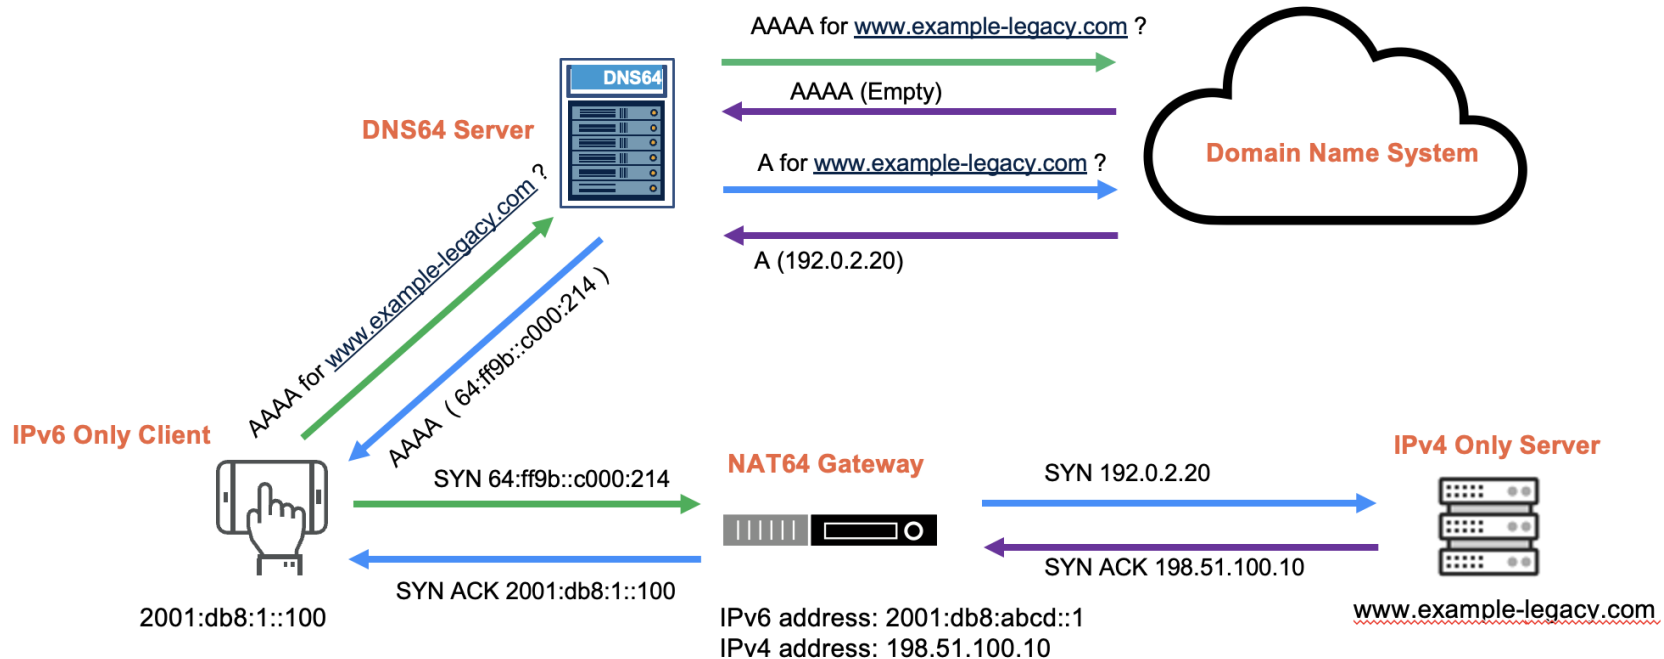 AAAA for www.example-legacy.com ?
DNS64
AAAA (Empty)
DNS64 Server
Domain Name System
A for www.example-legacy.com ?
A (192.0.2.20)
AAAA for www.example-legacy.com ?
AAAA ( 64:ff9b::c000:214 )
IPv6 Only Client
SYN 64:ff9b::c000:214
NAT64 Gateway
SYN 192.0.2.20
IPv4 Only Server
SYN ACK 2001:db8:1::100
SYN ACK 198.51.100.10
2001:db8:1::100
IPv6 address: 2001:db8:abcd::1
IPv4 address: 198.51.100.10
www.example-legacy.com